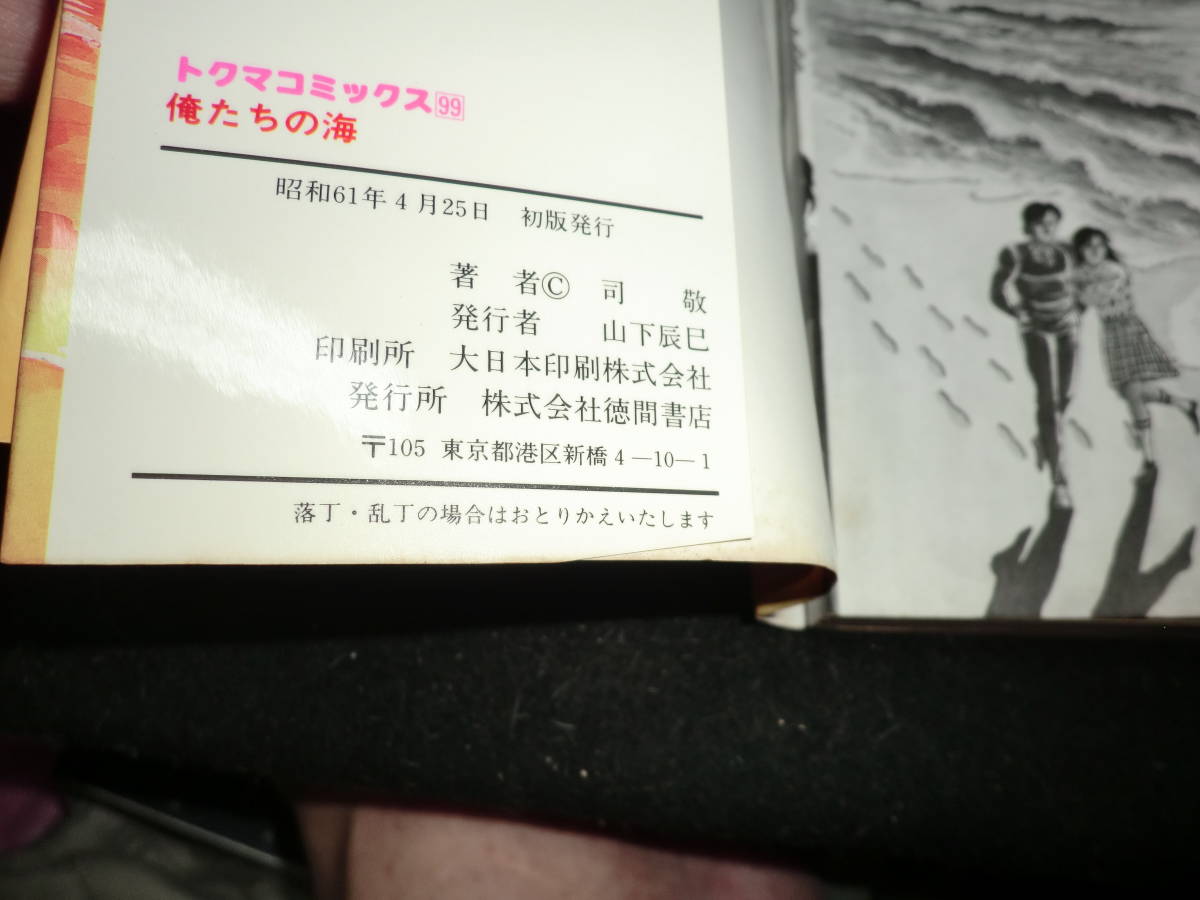 トクマコミックス99
俺たちの海
昭和61年4月25日 初版発行
著 者© 司 敬
発行者 山下辰巳
印刷所 大日本印刷株式会社
発行所 株式会社徳間書店
〒105 東京都港区新橋4―10―1
落丁・乱丁の場合はおとりかえいたします